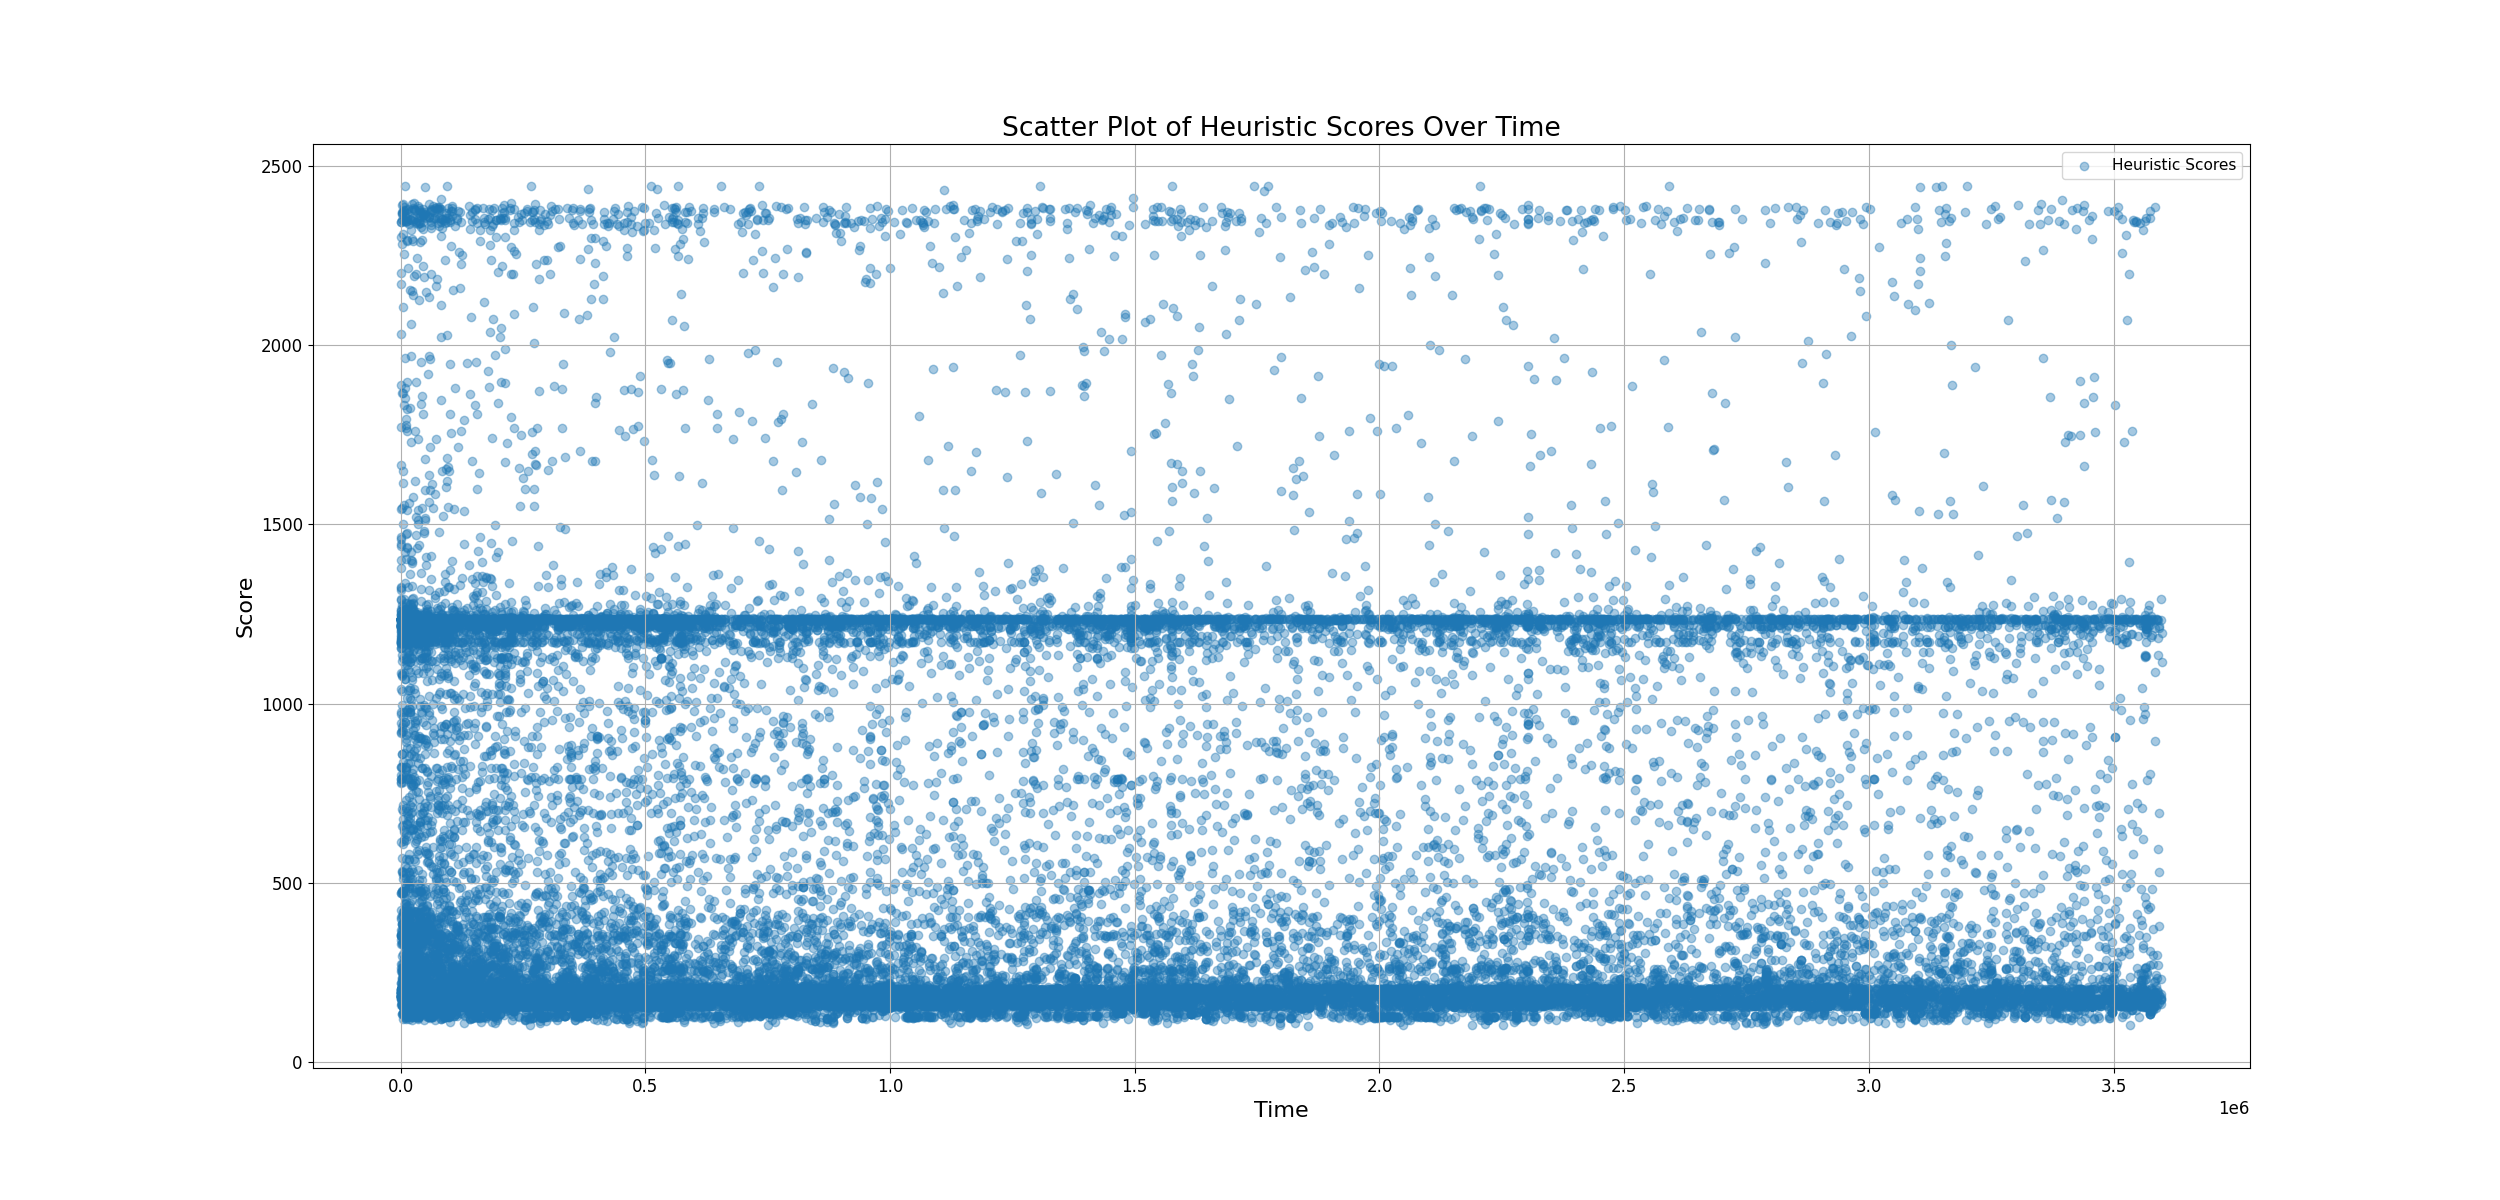 Scatter Plot of Heuristic Scores Over Time
Heuristic Scores
Score
2500
2000
1500
1000
500
0
0.0 0.5 1.0 1.5 2.0 2.5 3.0 3.5
1e6
Time